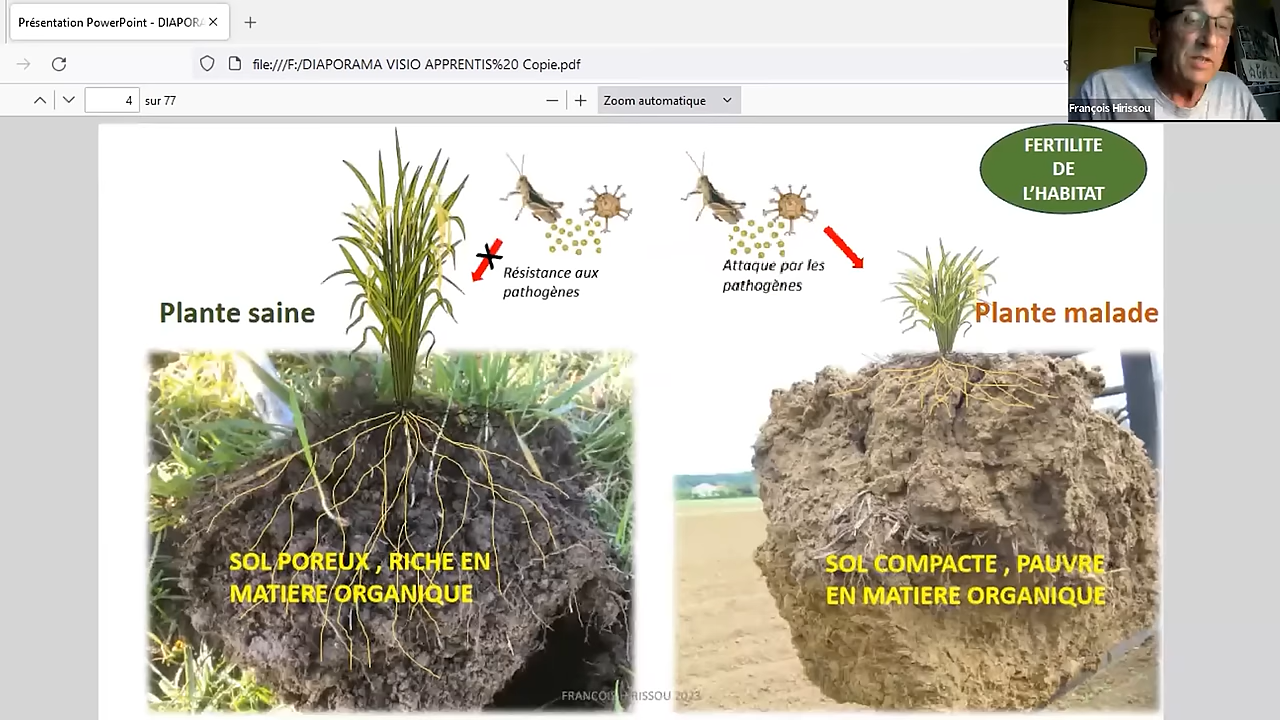 Présentation PowerPoint - DIAPORA
file:///F:/DIAPORAMA VISIO APPRENTIS%20 Copie.pdf
4 sur 77
Zoom automatique
François Hirissou
FERTILITE
DE
L'HABITAT
Résistance aux
pathogènes
Attaque par les
pathogènes
Plante saine
Plante malade
SOL POREUX , RICHE EN
MATIERE ORGANIQUE
SOL COMPACTE , PAUVRE
EN MATIERE ORGANIQUE
FRANCOIS HIRISSOU 2023